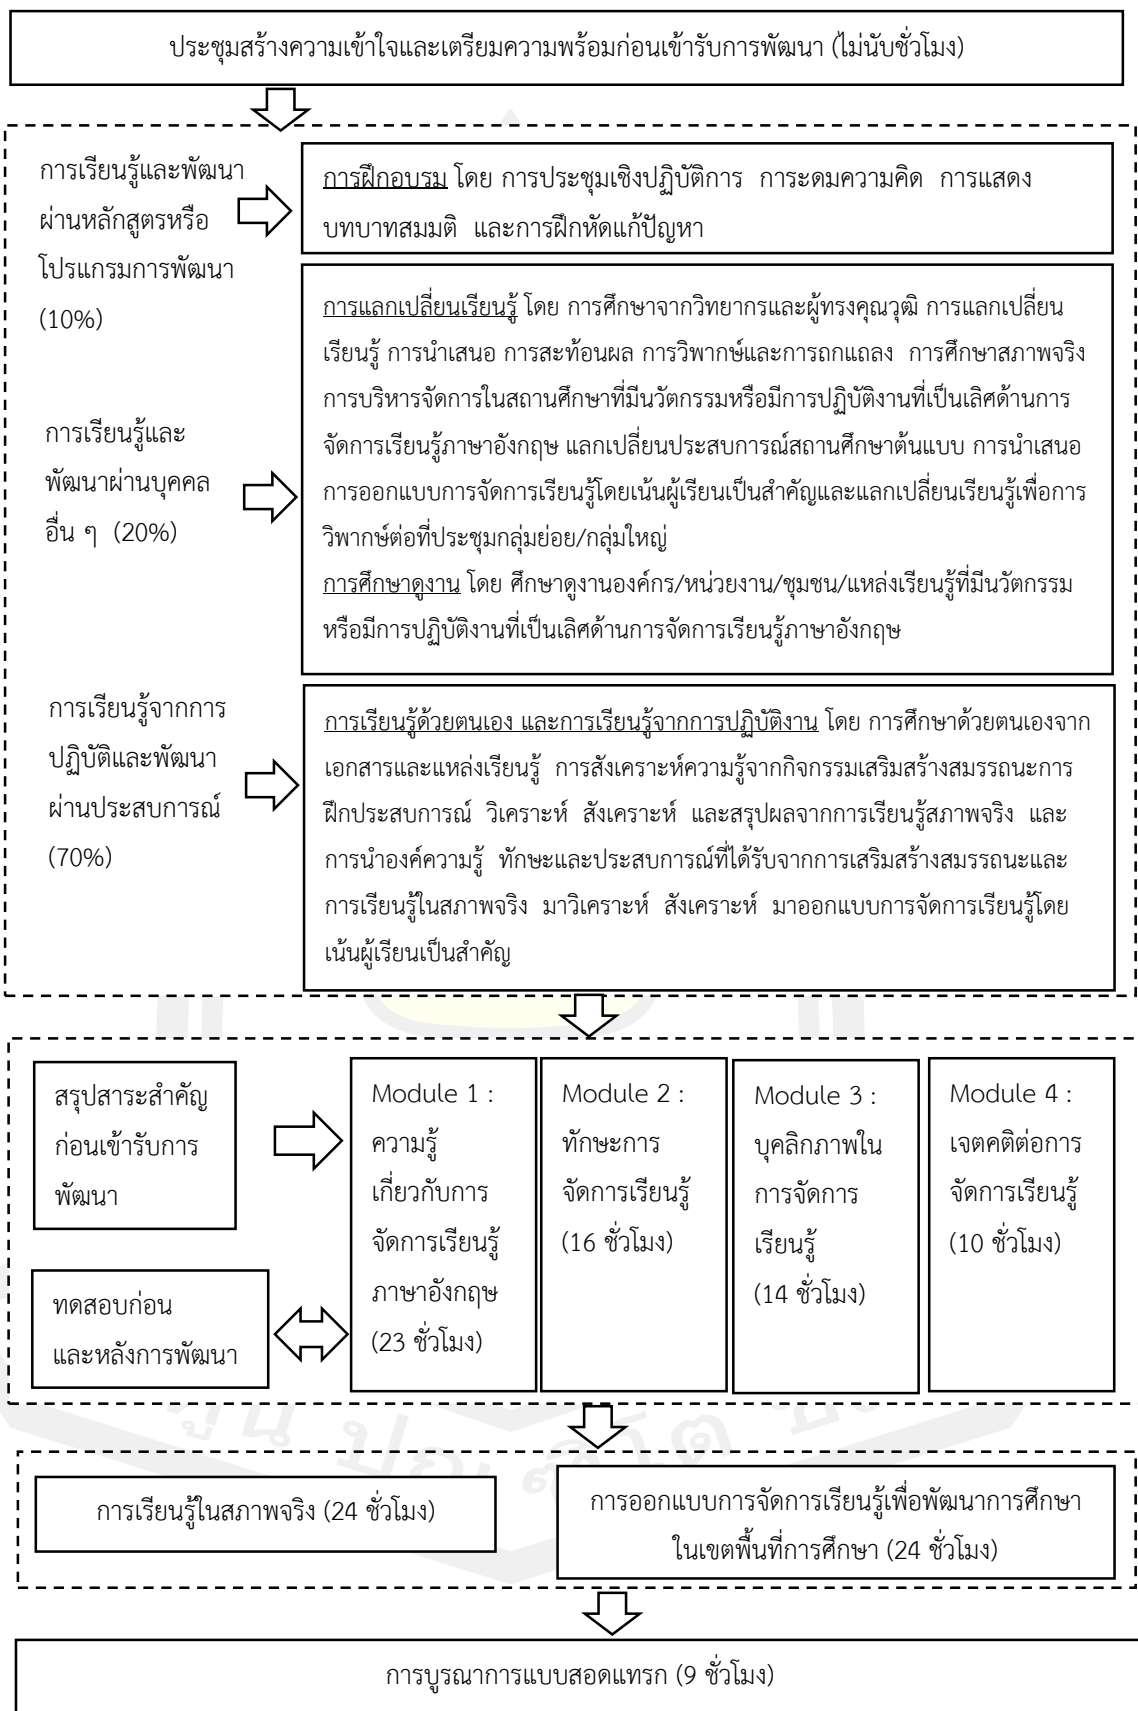 ประชุมสร้างความเข้าใจและเตรียมความพร้อมก่อนเข้ารับการพัฒนา (ไม่นับชั่วโมง)
การเรียนรู้และพัฒนา
ผ่านหลักสูตรหรือ
โปรแกรมการพัฒนา
(10%)
การฝึกอบรม โดย การประชุมเชิงปฏิบัติการ การะดมความคิด การแสดง
บทบาทสมมติ และการฝึกหัดแก้ปัญหา
การเรียนรู้และ
พัฒนาผ่านบุคคล
อื่น ๆ (20%)
การแลกเปลี่ยนเรียนรู้ โดย การศึกษาจากวิทยากรและผู้ทรงคุณวุฒิ การแลกเปลี่ยน
เรียนรู้ การนำเสนอ การสะท้อนผล การวิพากษ์และการถกแถลง การศึกษาสภาพจริง
การบริหารจัดการในสถานศึกษาที่มีนวัตกรรมหรือมีการปฏิบัติงานที่เป็นเลิศด้านการ
จัดการเรียนรู้ภาษาอังกฤษ แลกเปลี่ยนประสบการณ์สถานศึกษาต้นแบบ การนำเสนอ
การออกแบบการจัดการเรียนรู้โดยเน้นผู้เรียนเป็นสำคัญและแลกเปลี่ยนเรียนรู้เพื่อการ
วิพากษ์ต่อที่ประชุมกลุ่มย่อย/กลุ่มใหญ่
การศึกษาดูงาน โดย ศึกษาดูงานองค์กร/หน่วยงาน/ชุมชน/แหล่งเรียนรู้ที่มีนวัตกรรม
หรือมีการปฏิบัติงานที่เป็นเลิศด้านการจัดการเรียนรู้ภาษาอังกฤษ
การเรียนรู้จากการ
ปฏิบัติและพัฒนา
ผ่านประสบการณ์
(70%)
การเรียนรู้ด้วยตนเอง และการเรียนรู้จากการปฏิบัติงาน โดย การศึกษาด้วยตนเองจาก
เอกสารและแหล่งเรียนรู้ การสังเคราะห์ความรู้จากกิจกรรมเสริมสร้างสมรรถนะการ
ฝึกประสบการณ์ วิเคราะห์ สังเคราะห์ และสรุปผลจากการเรียนรู้สภาพจริง และ
การนำองค์ความรู้ ทักษะและประสบการณ์ที่ได้รับจากการเสริมสร้างสมรรถนะและ
การเรียนรู้ในสภาพจริง มาวิเคราะห์ สังเคราะห์ มาออกแบบการจัดการเรียนรู้โดย
เน้นผู้เรียนเป็นสำคัญ
สรุปสาระสำคัญ
ก่อนเข้ารับการ
พัฒนา
ทดสอบก่อน
และหลังการพัฒนา
Module 1 :
ความรู้
เกี่ยวกับการ
จัดการเรียนรู้
ภาษาอังกฤษ
(23 ชั่วโมง)
Module 2 :
ทักษะการ
จัดการเรียนรู้
(16 ชั่วโมง)
Module 3 :
บุคลิกภาพใน
การจัดการ
เรียนรู้
(14 ชั่วโมง)
Module 4 :
เจตคติต่อการ
จัดการเรียนรู้
(10 ชั่วโมง)
การเรียนรู้ในสภาพจริง (24 ชั่วโมง)
การออกแบบการจัดการเรียนรู้เพื่อพัฒนาการศึกษา
ในเขตพื้นที่การศึกษา (24 ชั่วโมง)
การบูรณาการแบบสอดแทรก (9 ชั่วโมง)